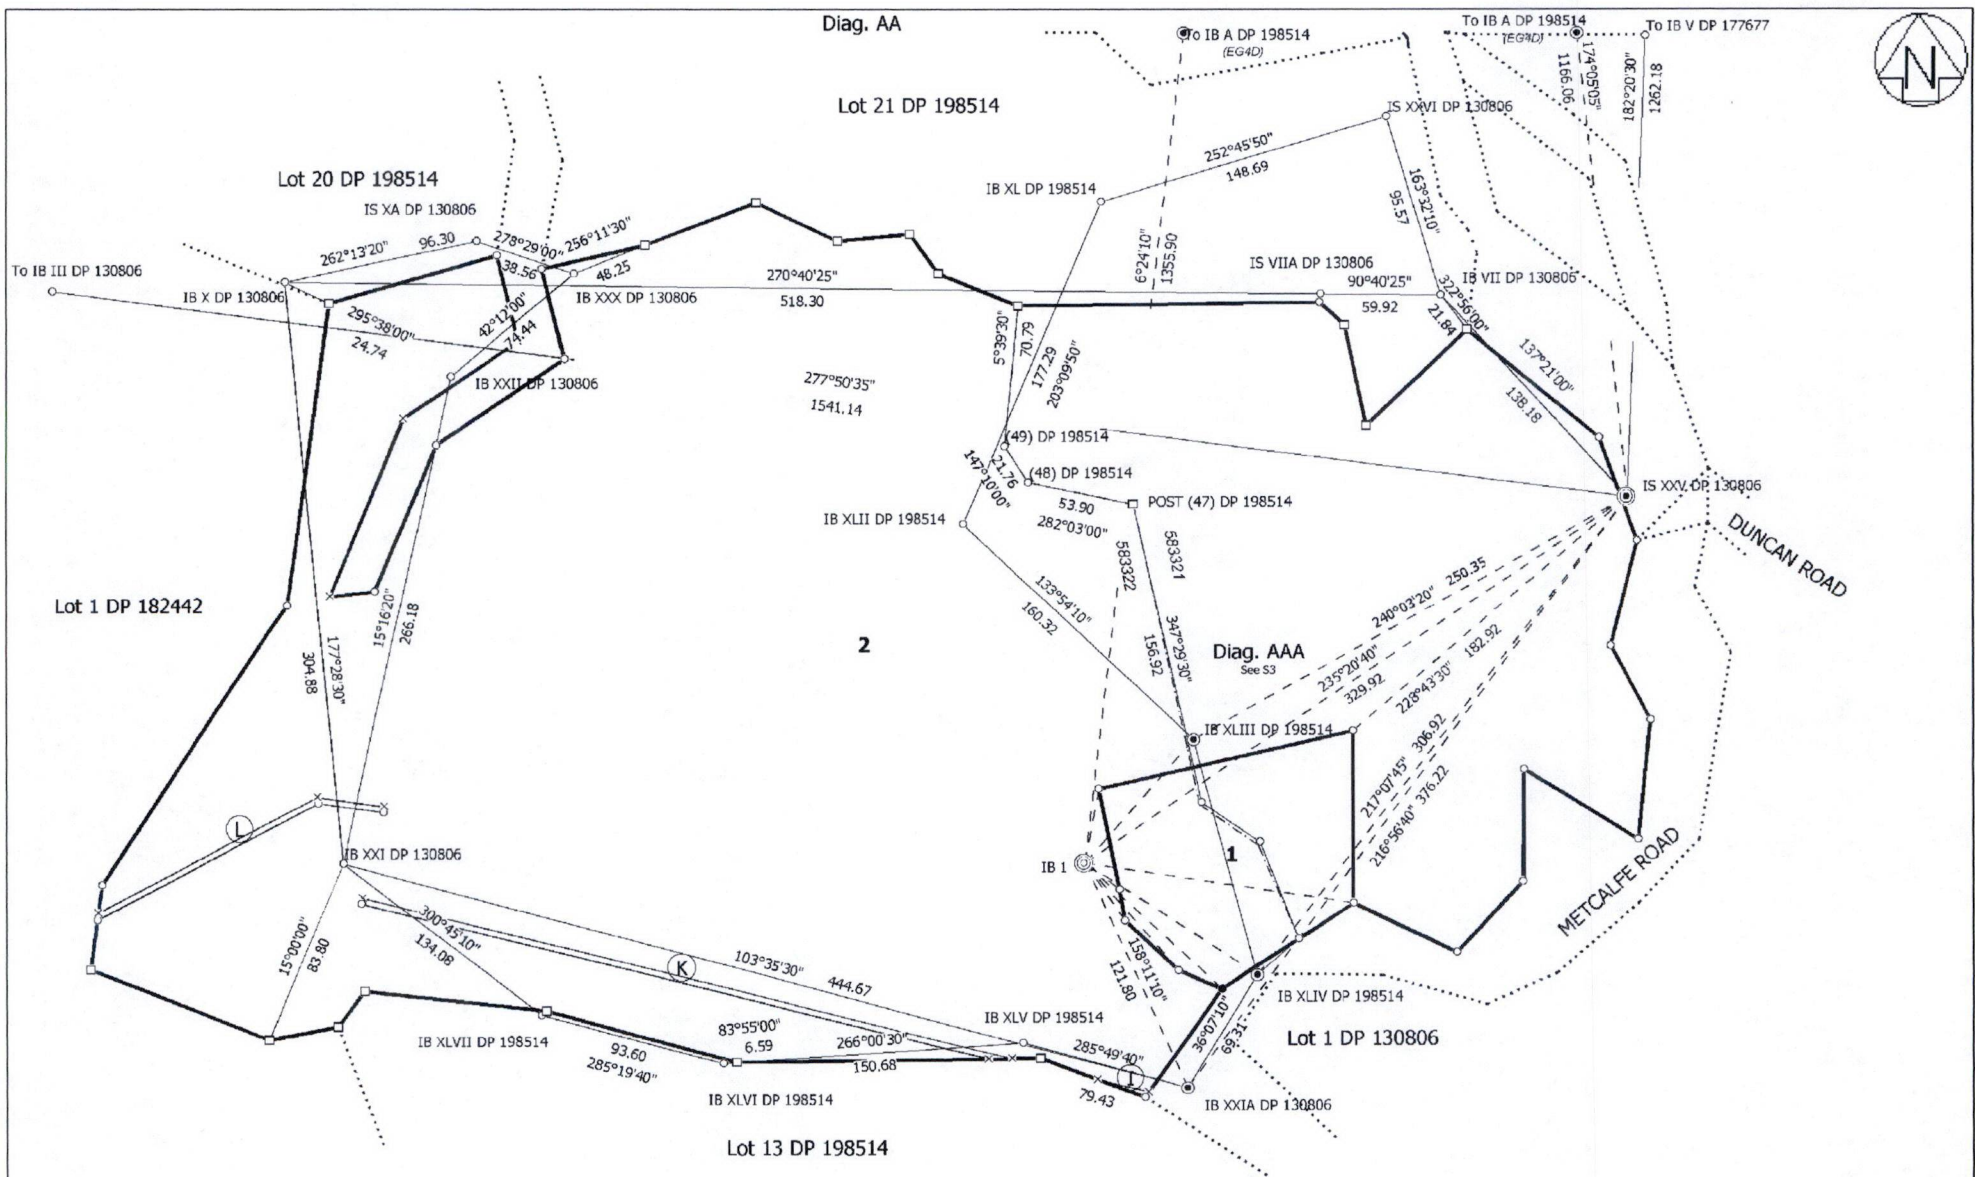 Diag. AA
To IB A DP 198514
(EG4D)
To IB A DP 198514
(EG4D)
To IB V DP 177677
N
174°05'05"
1166.06
182°20'30"
1262.18
Lot 21 DP 198514
IS XXVI DP 130806
252°45'50"
148.69
163°32'10"
95.57
IB XL DP 198514
Lot 20 DP 198514
IS XA DP 130806
262°13'20"
96.30
278°29'00"
38.56
256°11'30"
48.25
To IB III DP 130806
IB X DP 130806
IB XXX DP 130806
270°40'25"
518.30
6°24'10"
1355.90
IS VIIA DP 130806
90°40'25"
59.92
IB VII DP 130806
322°56'00"
21.84
295°38'00"
24.74
42°12'00"
74.44
IB XXII DP 130806
5°39'30"
70.79
177.29
203°09'50"
137°21'00"
138.18
277°50'35"
1541.14
(49) DP 198514
147°10'00"
21.76
(48) DP 198514
53.90
282°03'00"
POST (47) DP 198514
IS XXV DP 130806
IB XLII DP 198514
DUNCAN ROAD
583321
583322
133°54'10"
160.32
347°29'30"
156.92
240°03'20" 250.35
Lot 1 DP 182442
177°28'30"
304.88
15°16'20"
266.18
2
Diag. AAA
See S3
235°20'40"
329.92
228°43'30" 182.92
IB XLIII DP 198514
217°07'45" 306.92
216°56'40" 376.22
L
IB XXI DP 130806
IB 1
1
METCALFE ROAD
300°45'10"
134.08
15°00'00"
83.80
K
103°35'30"
444.67
158°11'10"
121.80
IB XLIV DP 198514
IB XLV DP 198514
36°07'10"
69.31
Lot 1 DP 130806
IB XLVII DP 198514
93.60
285°19'40"
83°55'00"
6.59
266°00'30"
150.68
285°49'40"
I
79.43
IB XLVI DP 198514
IB XXIA DP 130806
Lot 13 DP 198514